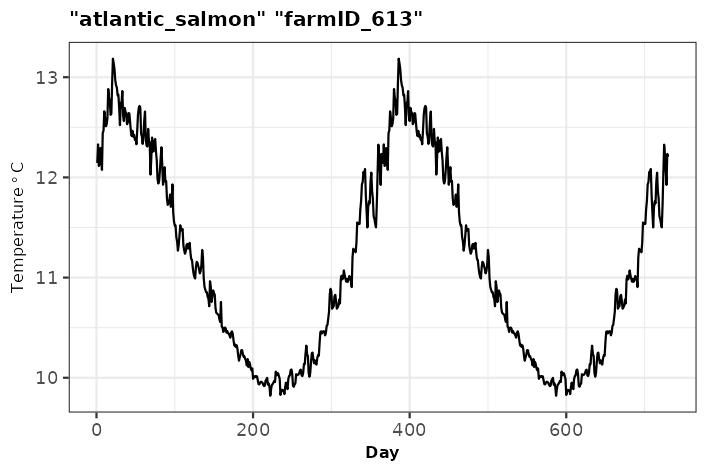 "atlantic_salmon" "farmID_613"
13
12
11
10
Temperature °C
0
200
400
600
Day